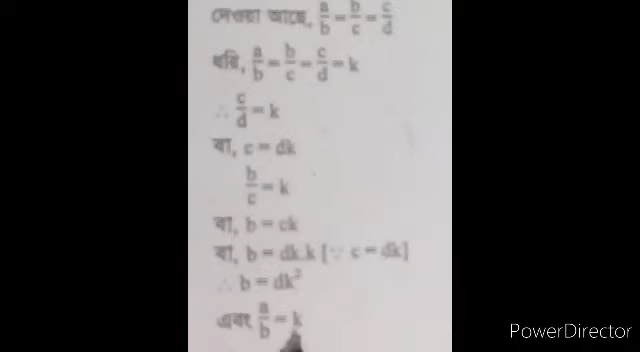 দেওয়া আছে, a/b = b/c = c/d
ধরি, a/b = b/c = c/d = k
∴ c/d = k
বা, c = dk
b/c = k
বা, b = ck
বা, b = dk.k [∵ c = dk]
∴ b = dk²
এবং a/b = k
PowerDirector